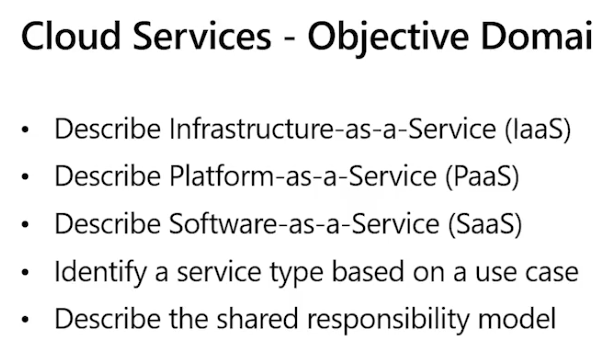 Cloud Services - Objective Domai
• Describe Infrastructure-as-a-Service (IaaS)
• Describe Platform-as-a-Service (PaaS)
• Describe Software-as-a-Service (SaaS)
• Identify a service type based on a use case
• Describe the shared responsibility model